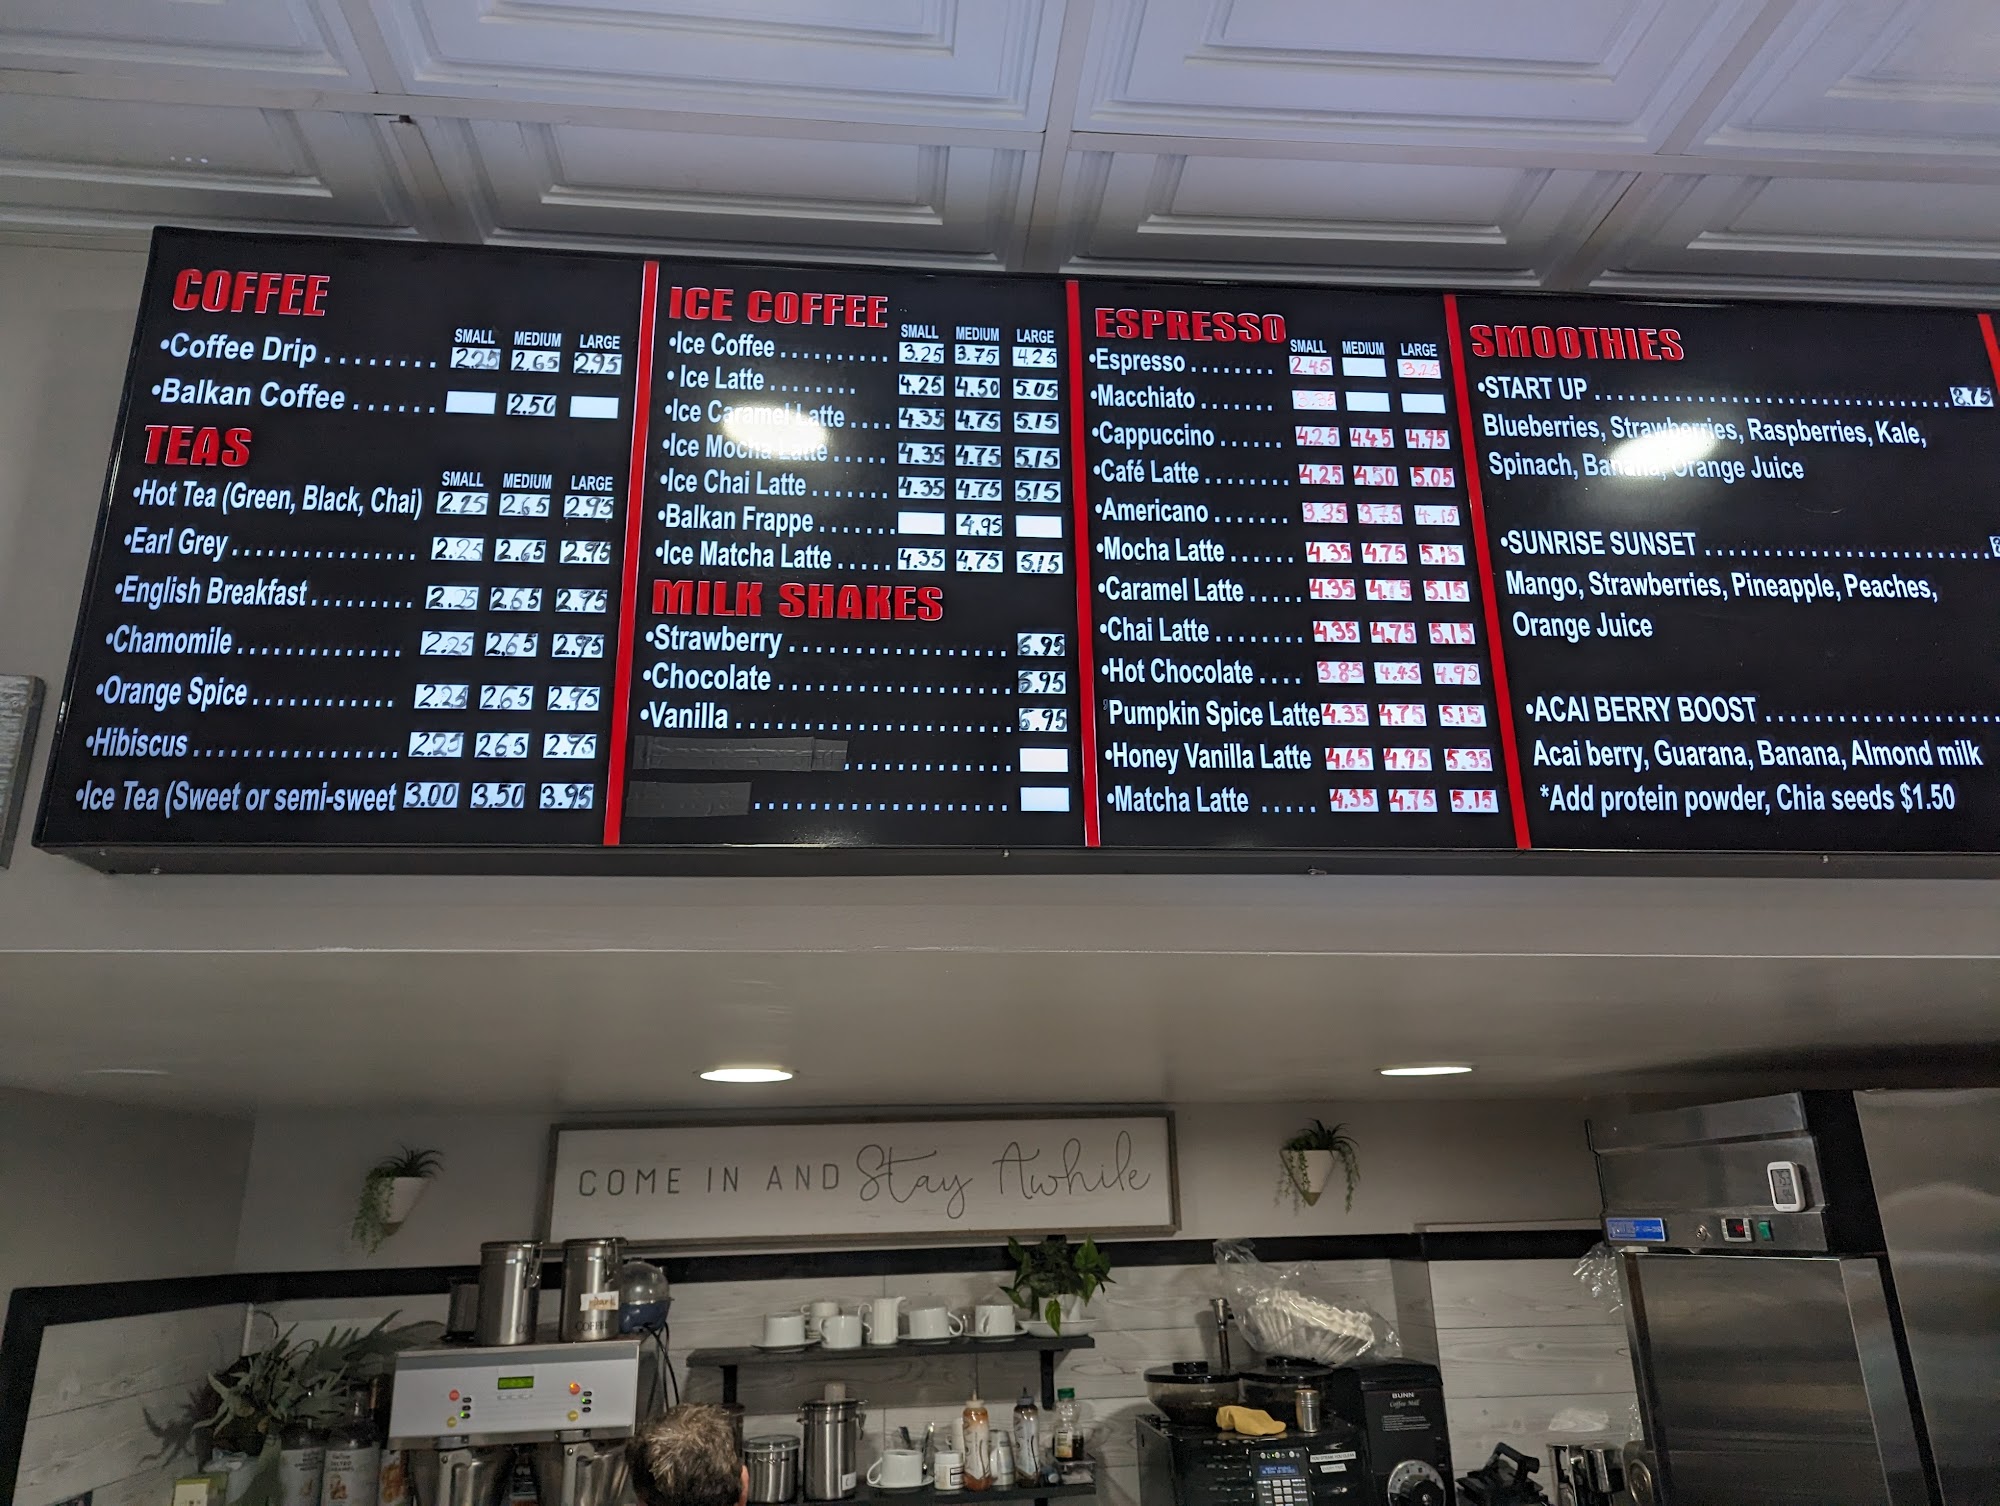 COFFEE
SMALL MEDIUM LARGE
•Coffee Drip ........ 2.25 2.65 2.95
•Balkan Coffee ...... 2.50
TEAS
SMALL MEDIUM LARGE
•Hot Tea (Green, Black, Chai) 2.25 2.65 2.95
•Earl Grey ............... 2.25 2.65 2.95
•English Breakfast ......... 2.25 2.65 2.95
•Chamomile .............. 2.25 2.65 2.95
•Orange Spice ............ 2.25 2.65 2.95
•Hibiscus .................. 2.25 2.65 2.95
•Ice Tea (Sweet or semi-sweet 3.00 3.50 3.95
ICE COFFEE
SMALL MEDIUM LARGE
•Ice Coffee .......... 3.25 3.75 4.25
•Ice Latte ........ 4.25 4.50 5.05
•Ice Caramel Latte .... 4.35 4.75 5.15
•Ice Mocha Latte ..... 4.35 4.75 5.15
•Ice Chai Latte ....... 4.35 4.75 5.15
•Balkan Frappe ....... 4.95
•Ice Matcha Latte ..... 4.35 4.75 5.15
MILK SHAKES
•Strawberry ................. 6.95
•Chocolate .................. 6.95
•Vanilla ..................... 6.95
ESPRESSO
SMALL MEDIUM LARGE
•Espresso ........ 2.45 3.25
•Macchiato ....... 3.35
•Cappuccino ...... 4.25 4.45 4.95
•Café Latte ....... 4.25 4.50 5.05
•Americano ....... 3.35 3.75 4.15
•Mocha Latte ...... 4.35 4.75 5.15
•Caramel Latte ..... 4.35 4.75 5.15
•Chai Latte ........ 4.35 4.75 5.15
•Hot Chocolate .... 3.85 4.45 4.95
Pumpkin Spice Latte 4.35 4.75 5.15
•Honey Vanilla Latte 4.65 4.95 5.35
•Matcha Latte ..... 4.35 4.75 5.15
SMOOTHIES
•START UP .............................. 8.75
Blueberries, Strawberries, Raspberries, Kale,
Spinach, Banana, Orange Juice
•SUNRISE SUNSET ........................
Mango, Strawberries, Pineapple, Peaches,
Orange Juice
•ACAI BERRY BOOST ....................
Acai berry, Guarana, Banana, Almond milk
*Add protein powder, Chia seeds $1.50
COME IN AND Stay Awhile
COFFEE
BUNN
Coffee Mill